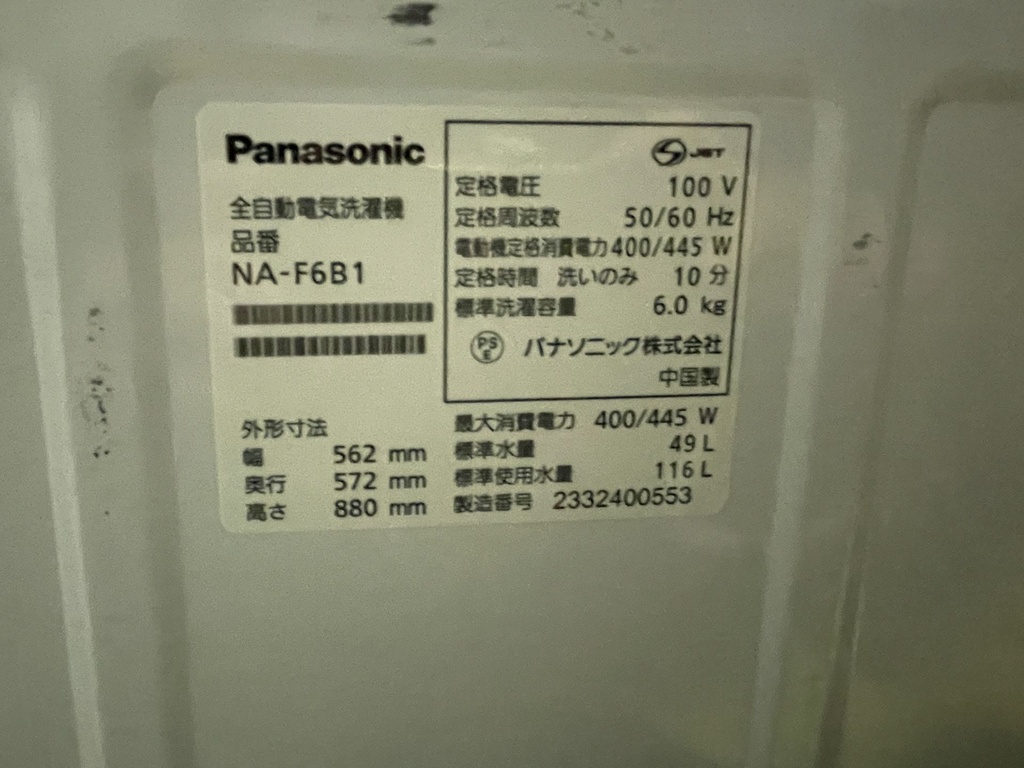 Panasonic
全自動電気洗濯機
品番
NA-F6B1
外形寸法
幅 562 mm
奥行 572 mm
高さ 880 mm
S JET
定格電圧 100 V
定格周波数 50/60 Hz
電動機定格消費電力 400/445 W
定格時間 洗いのみ 10 分
標準洗濯容量 6.0 kg
PS E パナソニック株式会社
中国製
最大消費電力 400/445 W
標準水量 49 L
標準使用水量 116 L
製造番号 2332400553